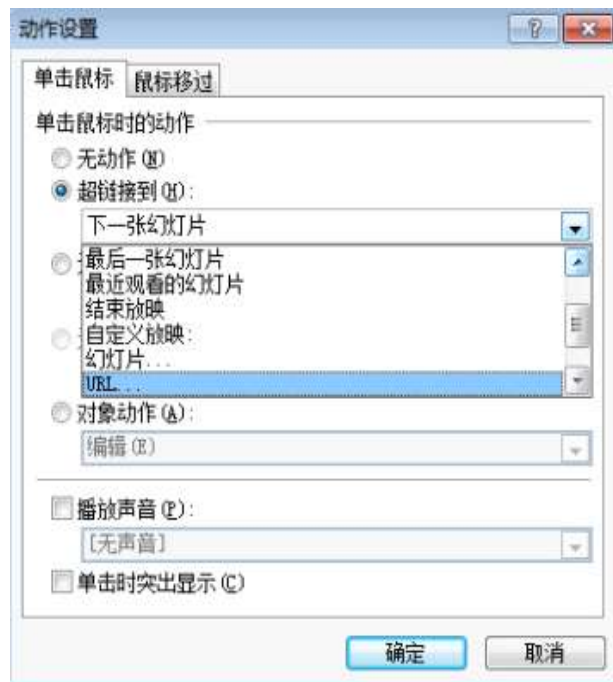 动作设置
单击鼠标 鼠标移过
单击鼠标时的动作
无动作(N)
超链接到(H):
下一张幻灯片
最后一张幻灯片
最近观看的幻灯片
结束放映
自定义放映:
幻灯片...
URL...
对象动作(A):
编辑(E)
播放声音(P):
[无声音]
单击时突出显示(C)
确定 取消